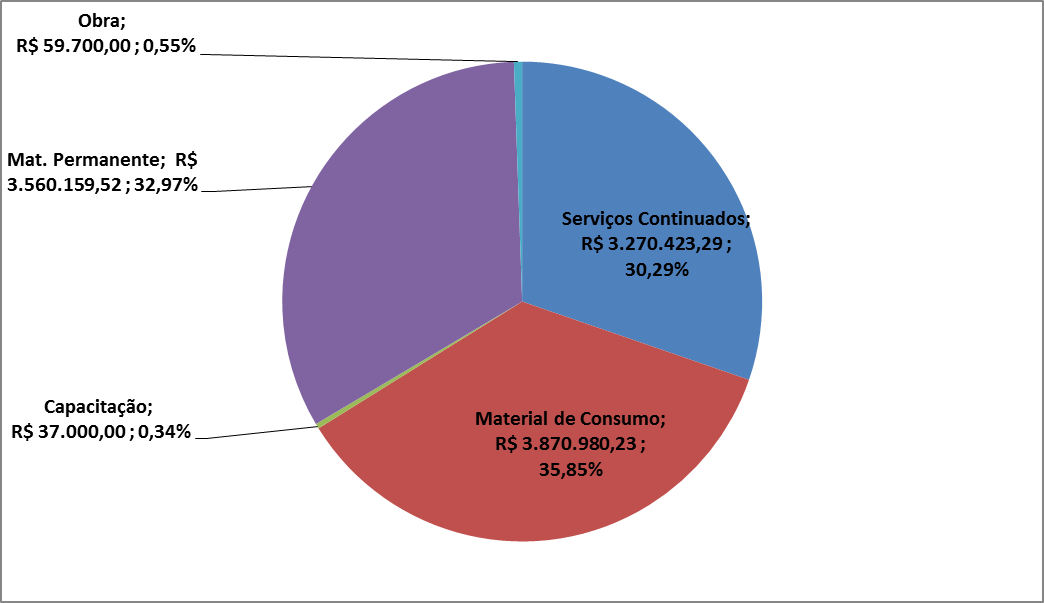 Obra;
R$ 59.700,00 ; 0,55%
Mat. Permanente; R$
3.560.159,52 ; 32,97%
Serviços Continuados;
R$ 3.270.423,29 ;
30,29%
Capacitação;
R$ 37.000,00 ; 0,34%
Material de Consumo;
R$ 3.870.980,23 ;
35,85%